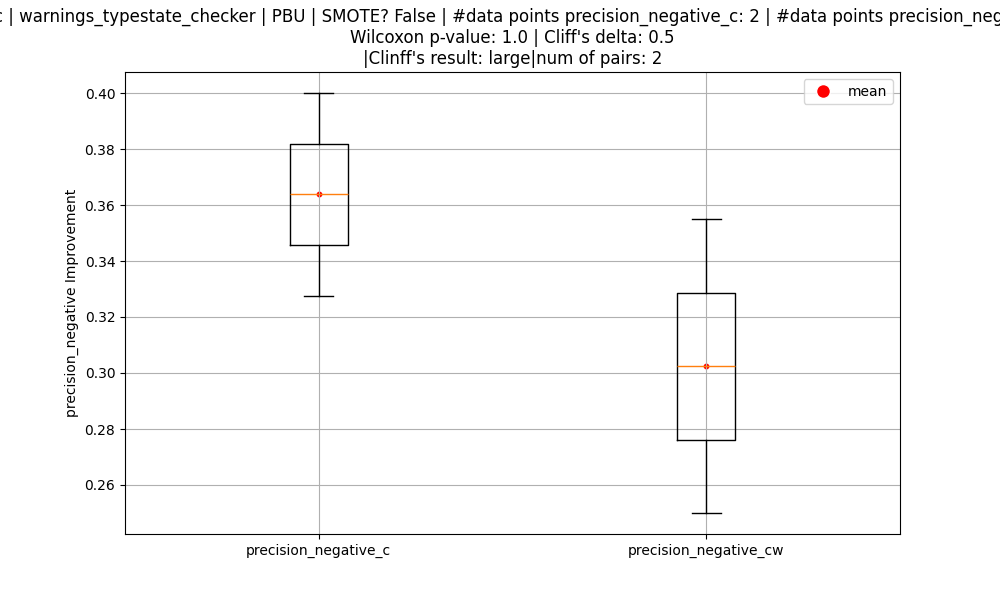 | warnings_typestate_checker | PBU | SMOTE? False | #data points precision_negative_c: 2 | #data points
Wilcoxon p-value: 1.0 | Cliff's delta: 0.5
|Clinff's result: large|num of pairs: 2
mean
0.40
0.38
0.36
0.34
0.32
0.30
0.28
0.26
precision_negative Improvement
precision_negative_c
precision_negative_cw